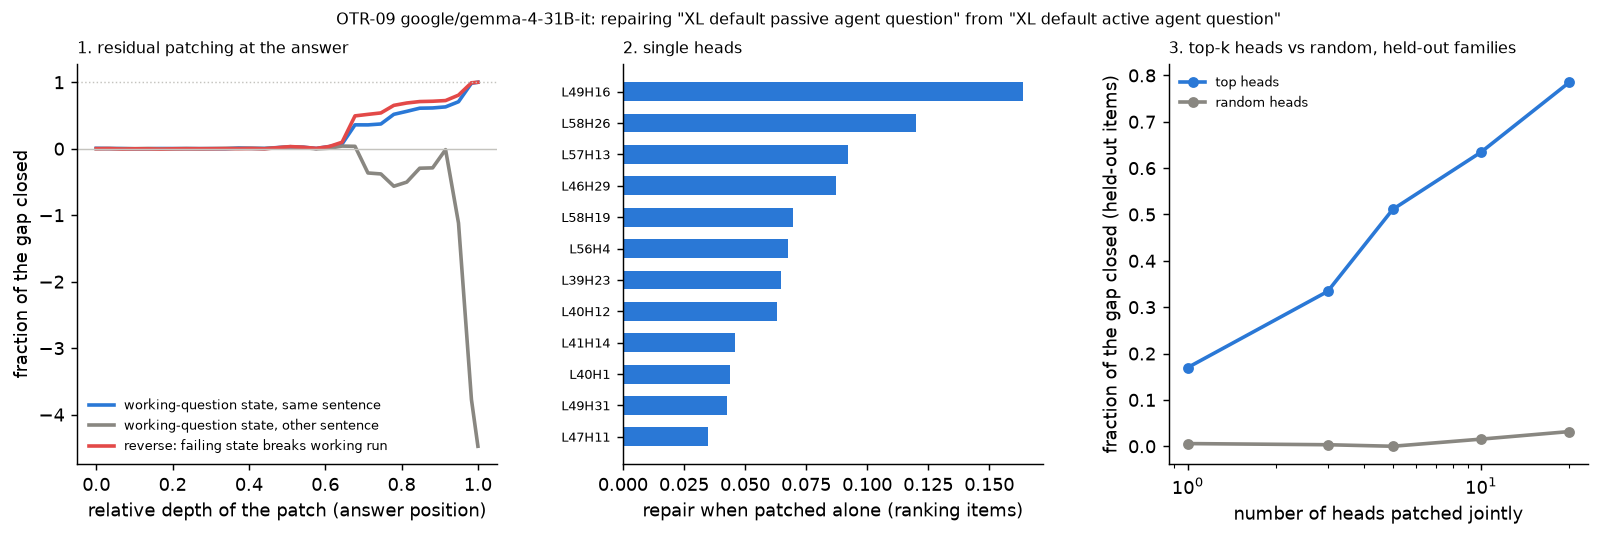 OTR-09 google/gemma-4-31B-it: repairing "XL default passive agent question" from "XL default active agent question"
1. residual patching at the answer
fraction of the gap closed
1
0
−1
−2
−3
−4
working-question state, same sentence
working-question state, other sentence
reverse: failing state breaks working run
0.0 0.2 0.4 0.6 0.8 1.0
relative depth of the patch (answer position)
2. single heads
L49H16
L58H26
L57H13
L46H29
L58H19
L56H4
L39H23
L40H12
L41H14
L40H1
L49H31
L47H11
0.000 0.025 0.050 0.075 0.100 0.125 0.150
repair when patched alone (ranking items)
3. top-k heads vs random, held-out families
fraction of the gap closed (held-out items)
0.8
0.7
0.6
0.5
0.4
0.3
0.2
0.1
0.0
top heads
random heads
10⁰ 10¹
number of heads patched jointly